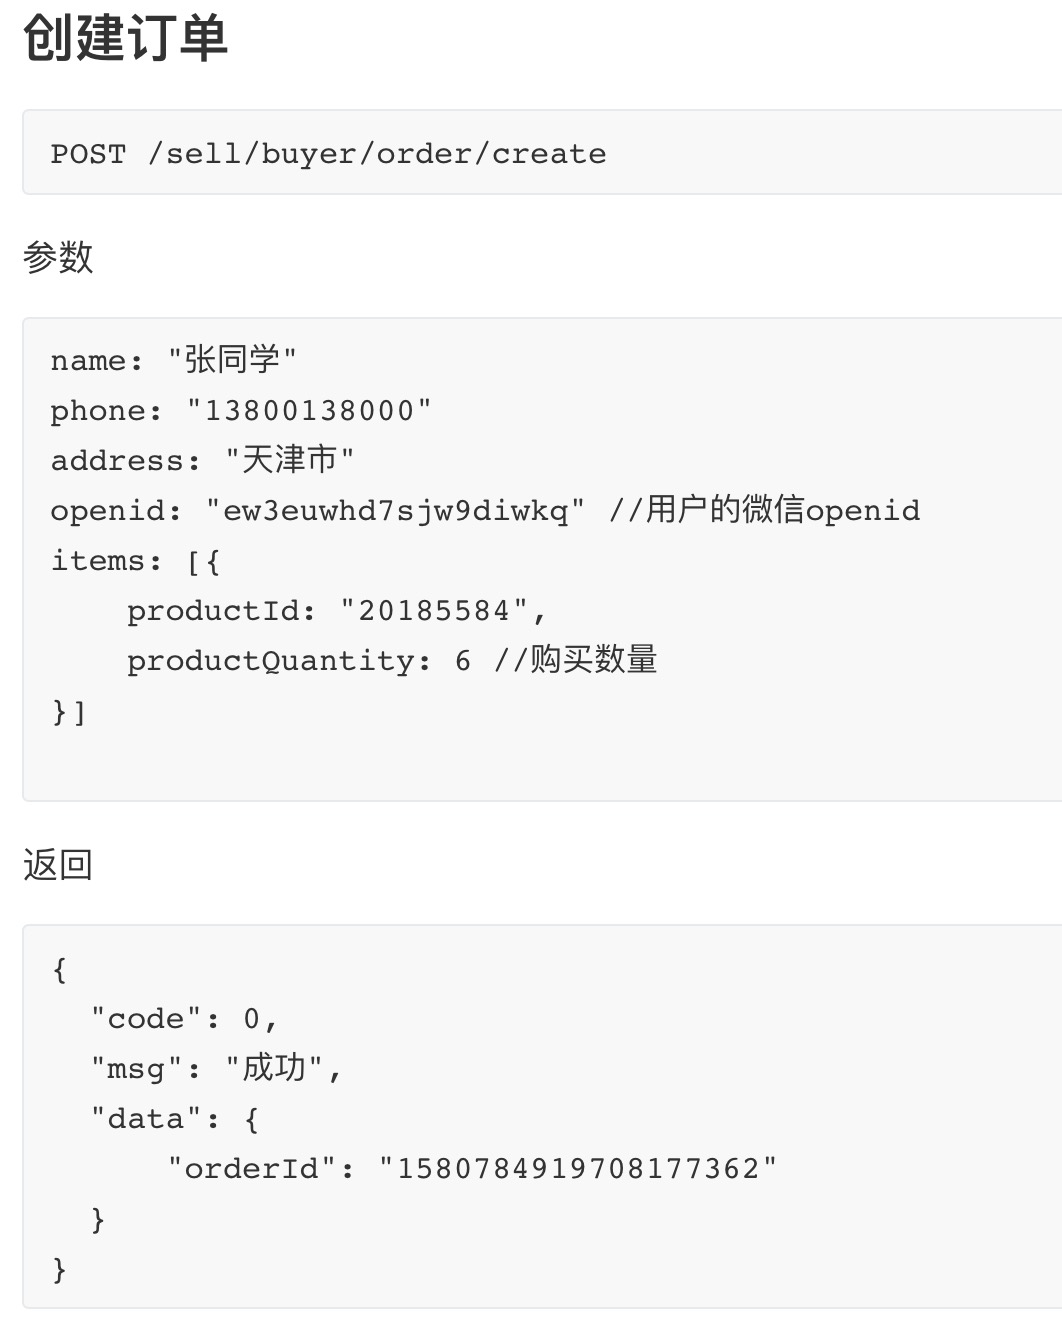 创建订单
POST /sell/buyer/order/create
参数
name: "张同学"
phone: "13800138000"
address: "天津市"
openid: "ew3euwhd7sjw9diwkq" //用户的微信openid
items: [{
    productId: "20185584",
    productQuantity: 6 //购买数量
}]
返回
{
  "code": 0,
  "msg": "成功",
  "data": {
      "orderId": "1580784919708177362"
  }
}